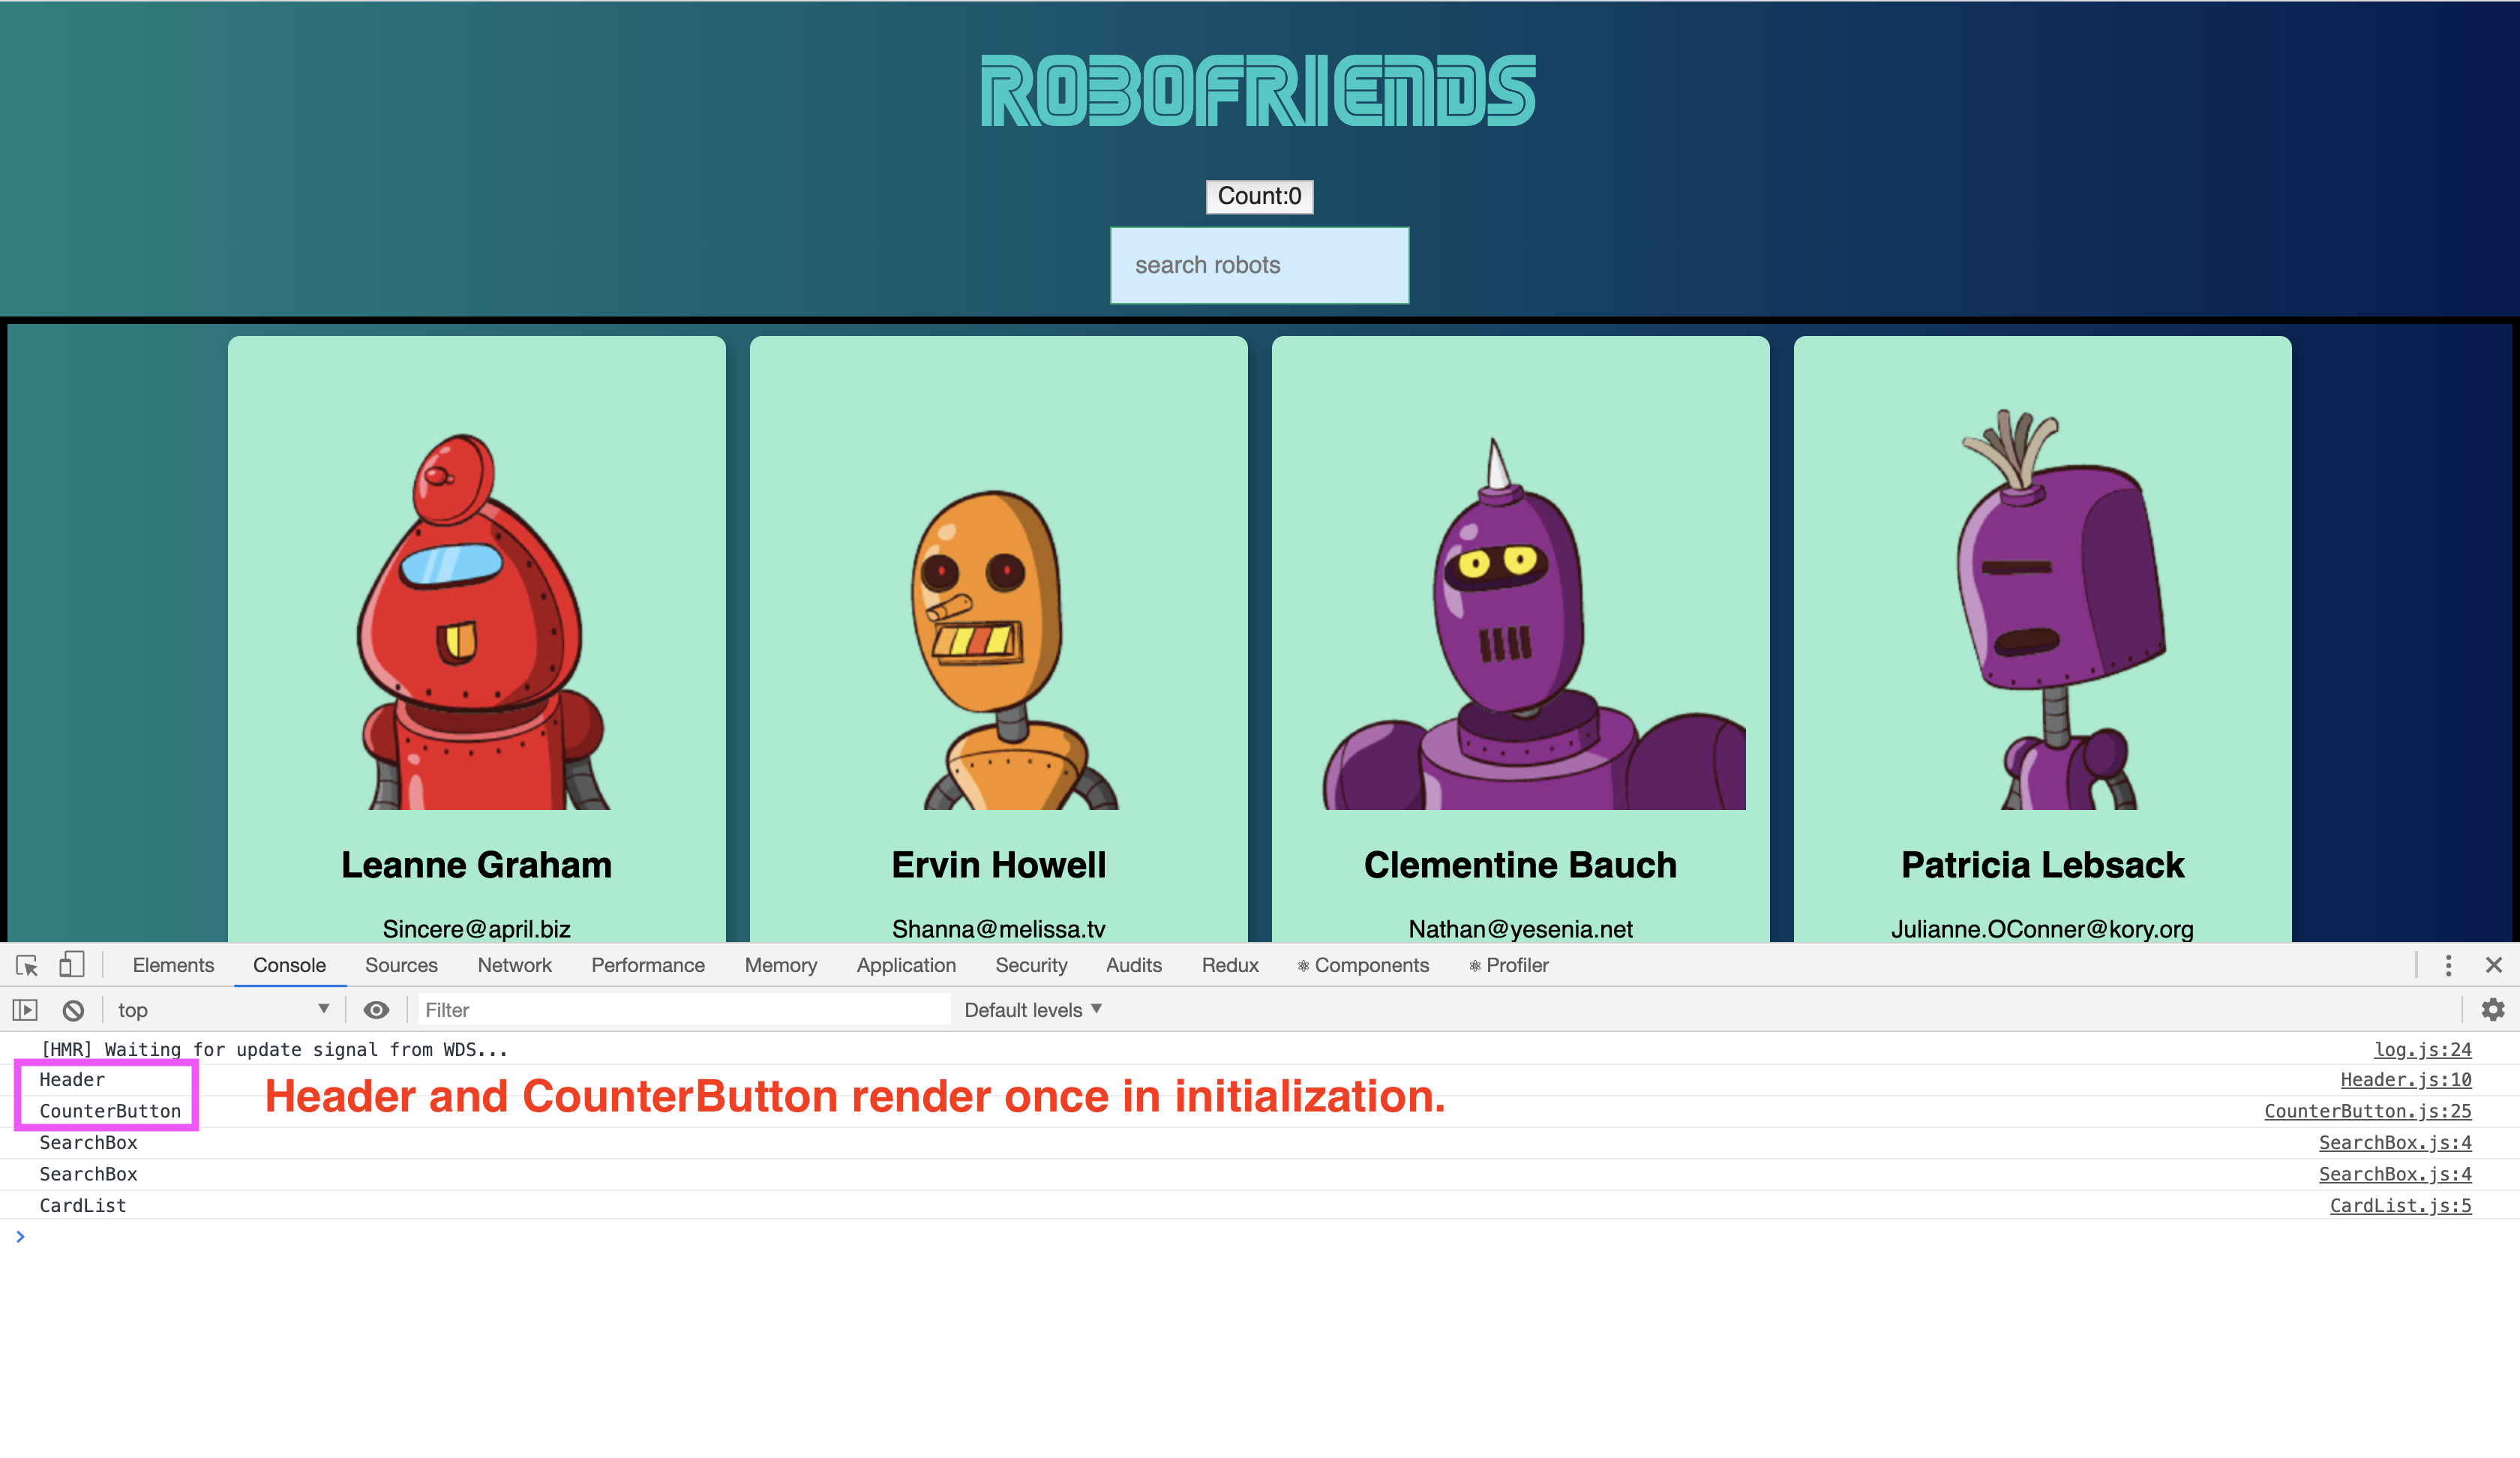 ROBOFRIENDS
Count:0
search robots
Leanne Graham
Ervin Howell
Clementine Bauch
Patricia Lebsack
Sincere@april.biz
Shanna@melissa.tv
Nathan@yesenia.net
Julianne.OConner@kory.org
Elements Console Sources Network Performance Memory Application Security Audits Redux ⚛ Components ⚛ Profiler
top Filter Default levels
[HMR] Waiting for update signal from WDS... log.js:24
Header Header.js:10
Header and CounterButton render once in initialization.
CounterButton CounterButton.js:25
SearchBox SearchBox.js:4
SearchBox SearchBox.js:4
CardList CardList.js:5